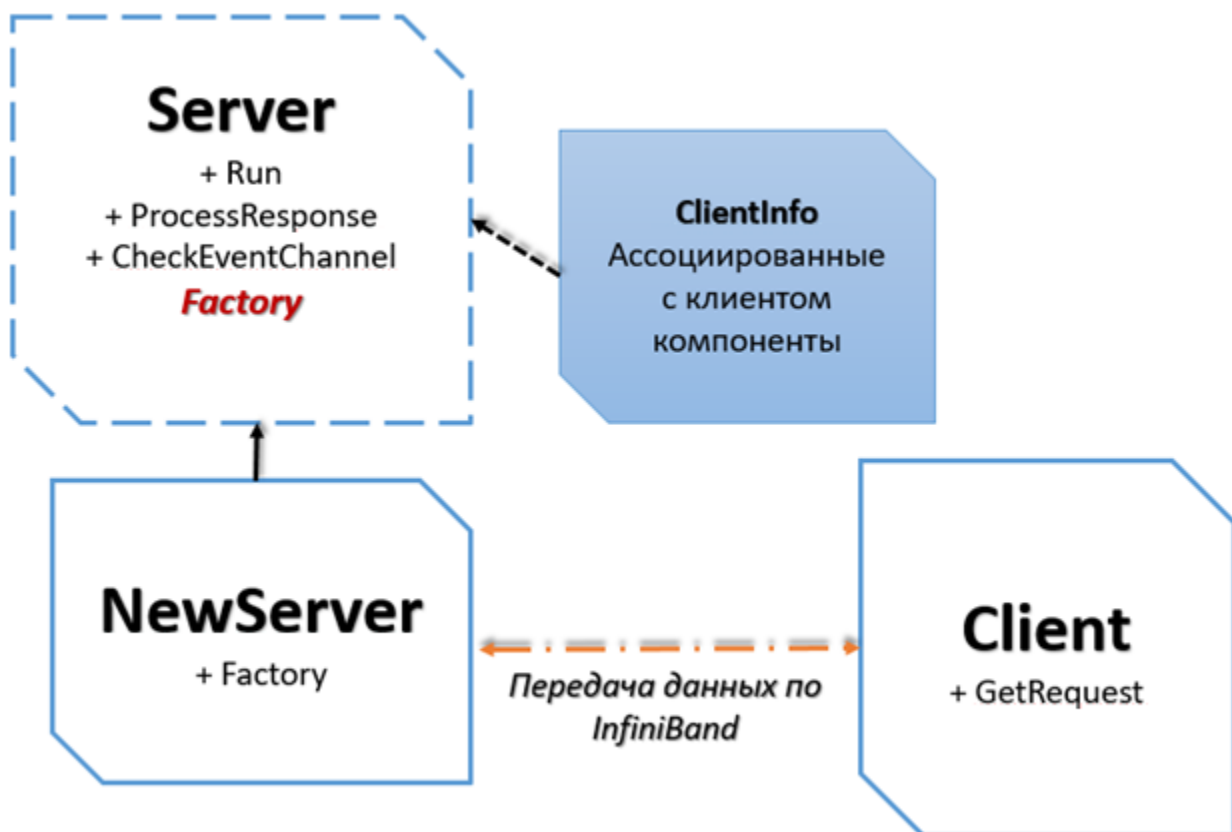 Server
+ Run
+ ProcessResponse
+ CheckEventChannel
Factory
ClientInfo
Ассоциированные
с клиентом
компоненты
NewServer
+ Factory
Передача данных по
InfiniBand
Client
+ GetRequest